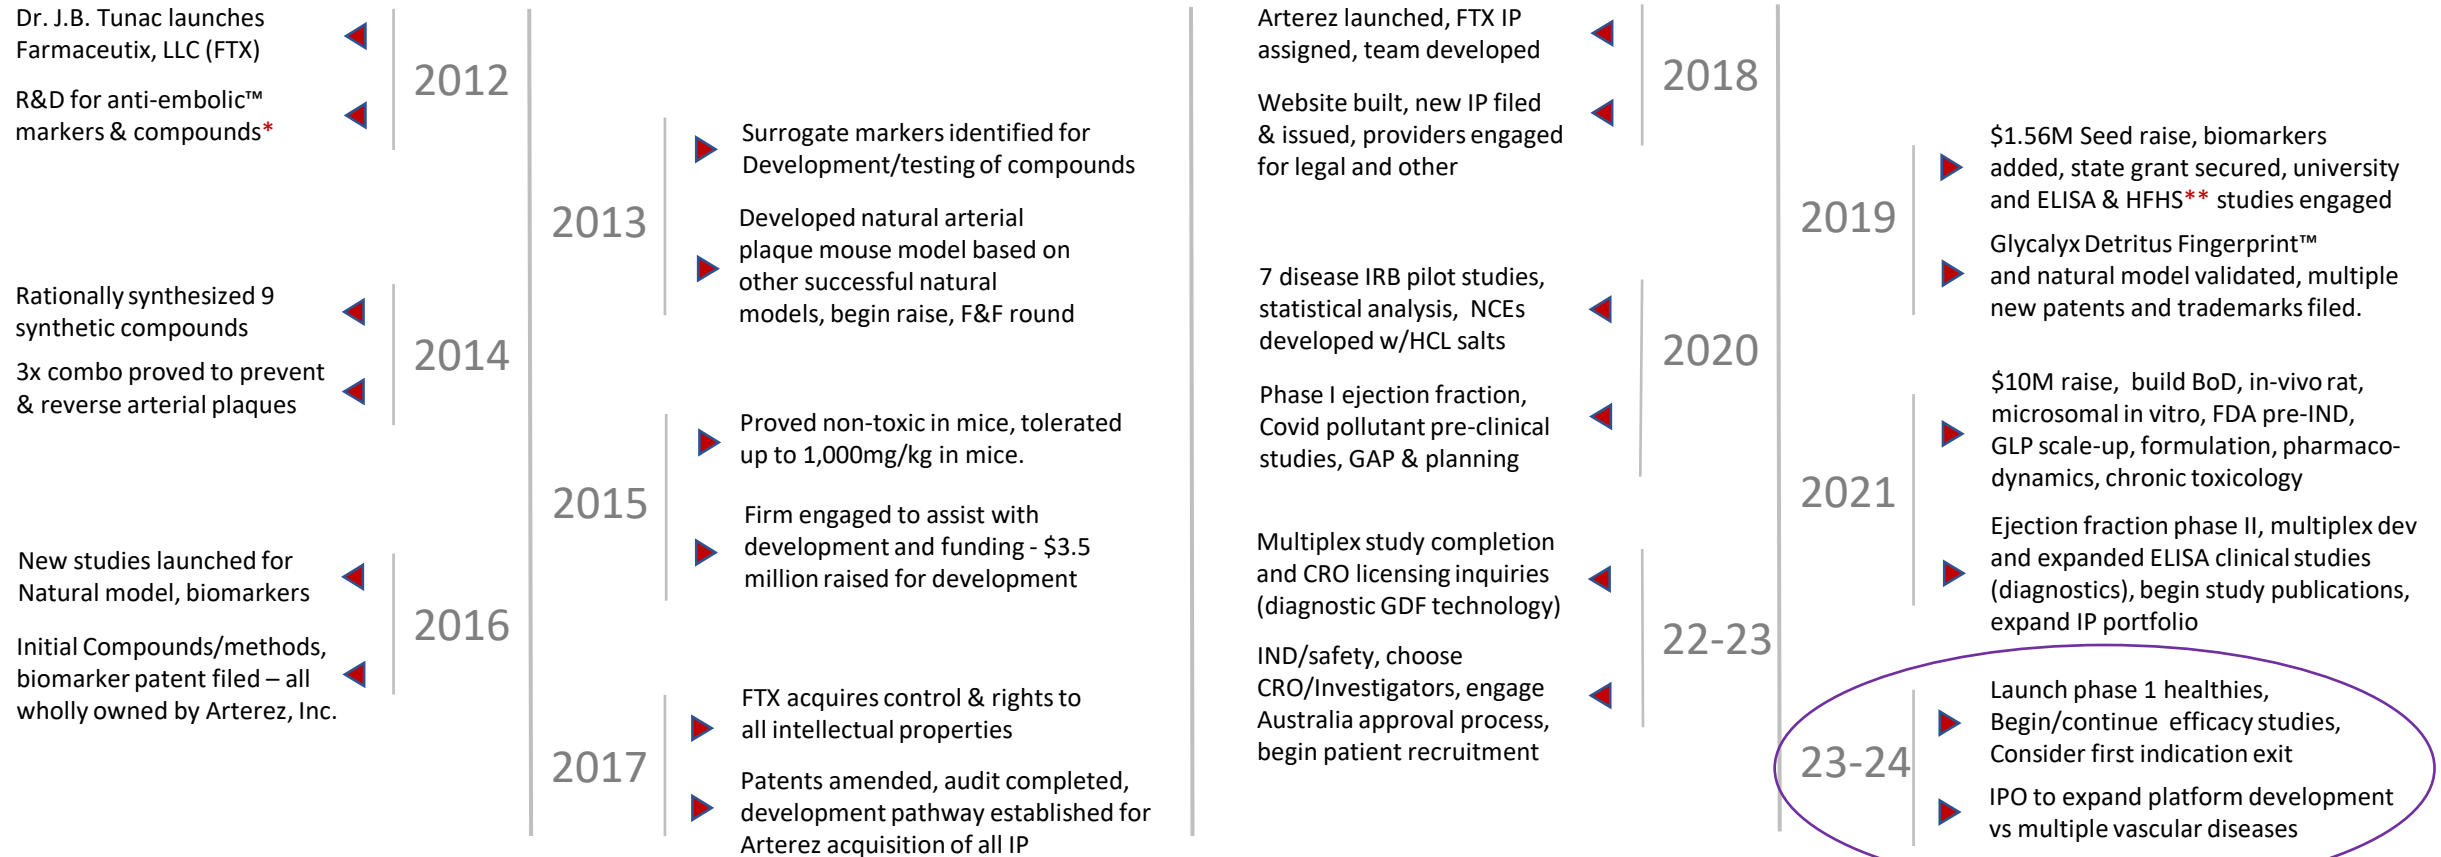 Dr. J.B. Tunac launches
Farmaceutix, LLC (FTX)
R&D for anti-embolic™
markers & compounds*
2012
Surrogate markers identified for
Development/testing of compounds
2013
Developed natural arterial
plaque mouse model based on
other successful natural
models, begin raise, F&F round
Rationally synthesized 9
synthetic compounds
2014
3x combo proved to prevent
& reverse arterial plaques
Proved non-toxic in mice, tolerated
up to 1,000mg/kg in mice.
2015
Firm engaged to assist with
development and funding - $3.5
million raised for development
New studies launched for
Natural model, biomarkers
2016
Initial Compounds/methods,
biomarker patent filed – all
wholly owned by Arterez, Inc.
FTX acquires control & rights to
all intellectual properties
2017
Patents amended, audit completed,
development pathway established for
Arterez acquisition of all IP
Arterez launched, FTX IP
assigned, team developed
2018
Website built, new IP filed
& issued, providers engaged
for legal and other
$1.56M Seed raise, biomarkers
added, state grant secured, university
and ELISA & HFHS** studies engaged
2019
Glycalyx Detritus Fingerprint™
and natural model validated, multiple
new patents and trademarks filed.
7 disease IRB pilot studies,
statistical analysis, NCEs
developed w/HCL salts
2020
Phase I ejection fraction,
Covid pollutant pre-clinical
studies, GAP & planning
$10M raise, build BoD, in-vivo rat,
microsomal in vitro, FDA pre-IND,
GLP scale-up, formulation, pharmaco-
dynamics, chronic toxicology
2021
Ejection fraction phase II, multiplex dev
and expanded ELISA clinical studies
(diagnostics), begin study publications,
expand IP portfolio
Multiplex study completion
and CRO licensing inquiries
(diagnostic GDF technology)
22-23
IND/safety, choose
CRO/Investigators, engage
Australia approval process,
begin patient recruitment
Launch phase 1 healthies,
Begin/continue efficacy studies,
Consider first indication exit
23-24
IPO to expand platform development
vs multiple vascular diseases